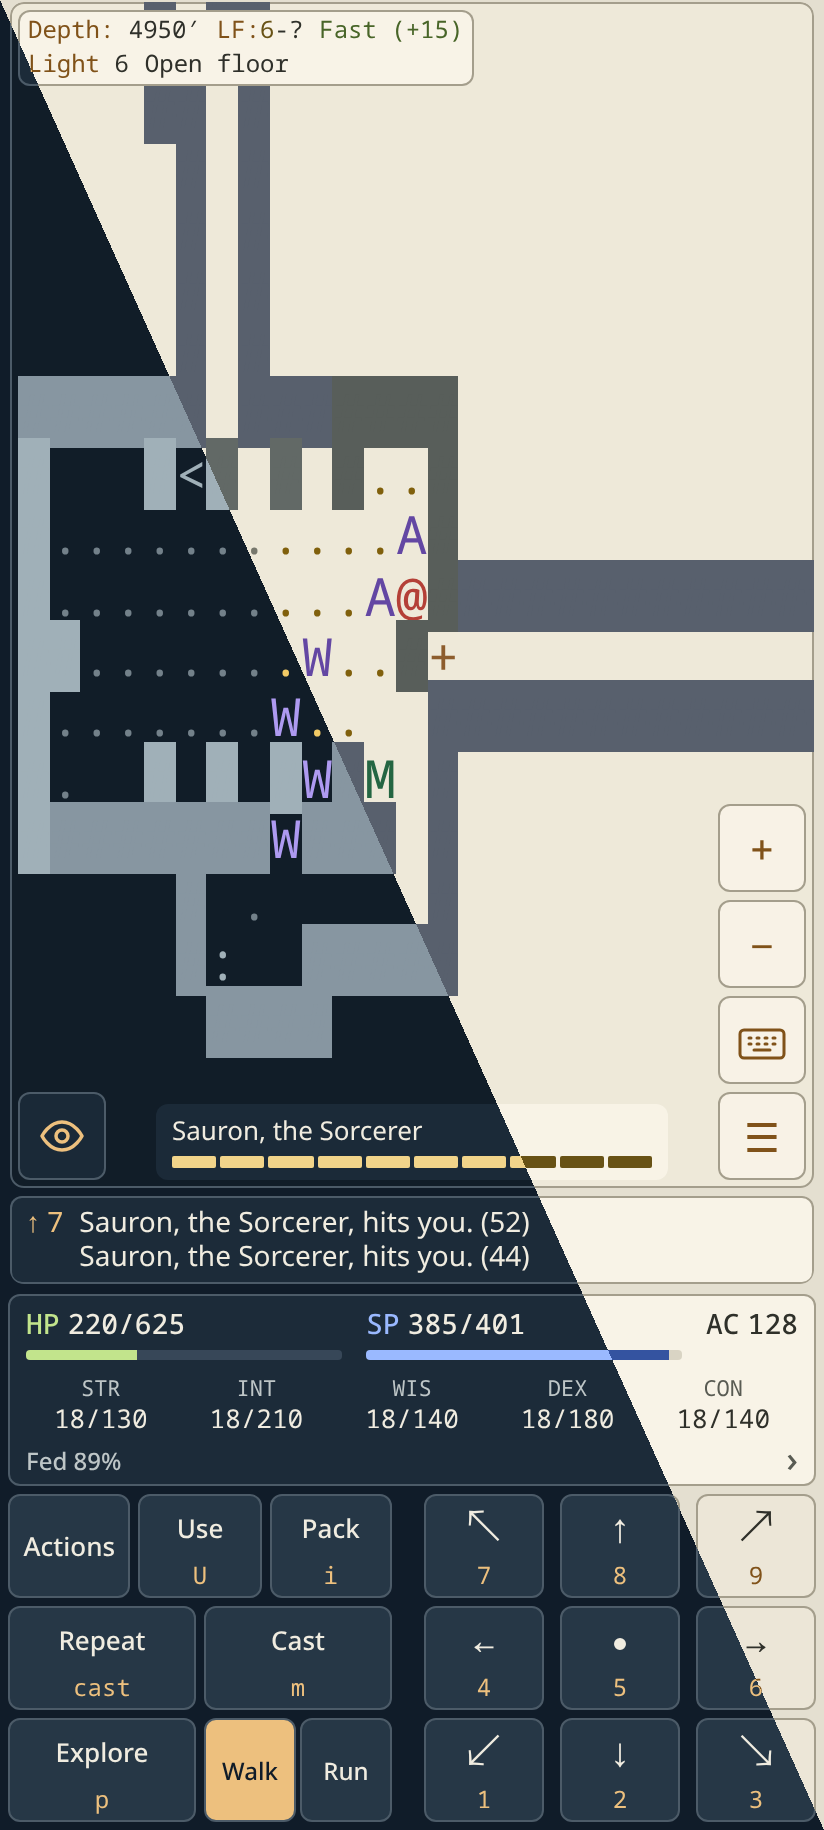 Depth: 4950′ LF:6-? Fast (+15)
Light 6 Open floor
<
. .
. . . . . . . . . . . A
. . . . . . . . . . A@
. . . . . . . W . . +
. . . . . . . W . .
. W M
W
.
:
+
−
Sauron, the Sorcerer
↑ 7 Sauron, the Sorcerer, hits you. (52)
Sauron, the Sorcerer, hits you. (44)
HP 220/625 SP 385/401 AC 128
STR INT WIS DEX CON
18/130 18/210 18/140 18/180 18/140
Fed 89% ›
Actions Use U Pack i ↖ 7 ↑ 8 ↗ 9
Repeat cast Cast m ← 4 ● 5 → 6
Explore p Walk Run ↙ 1 ↓ 2 ↘ 3